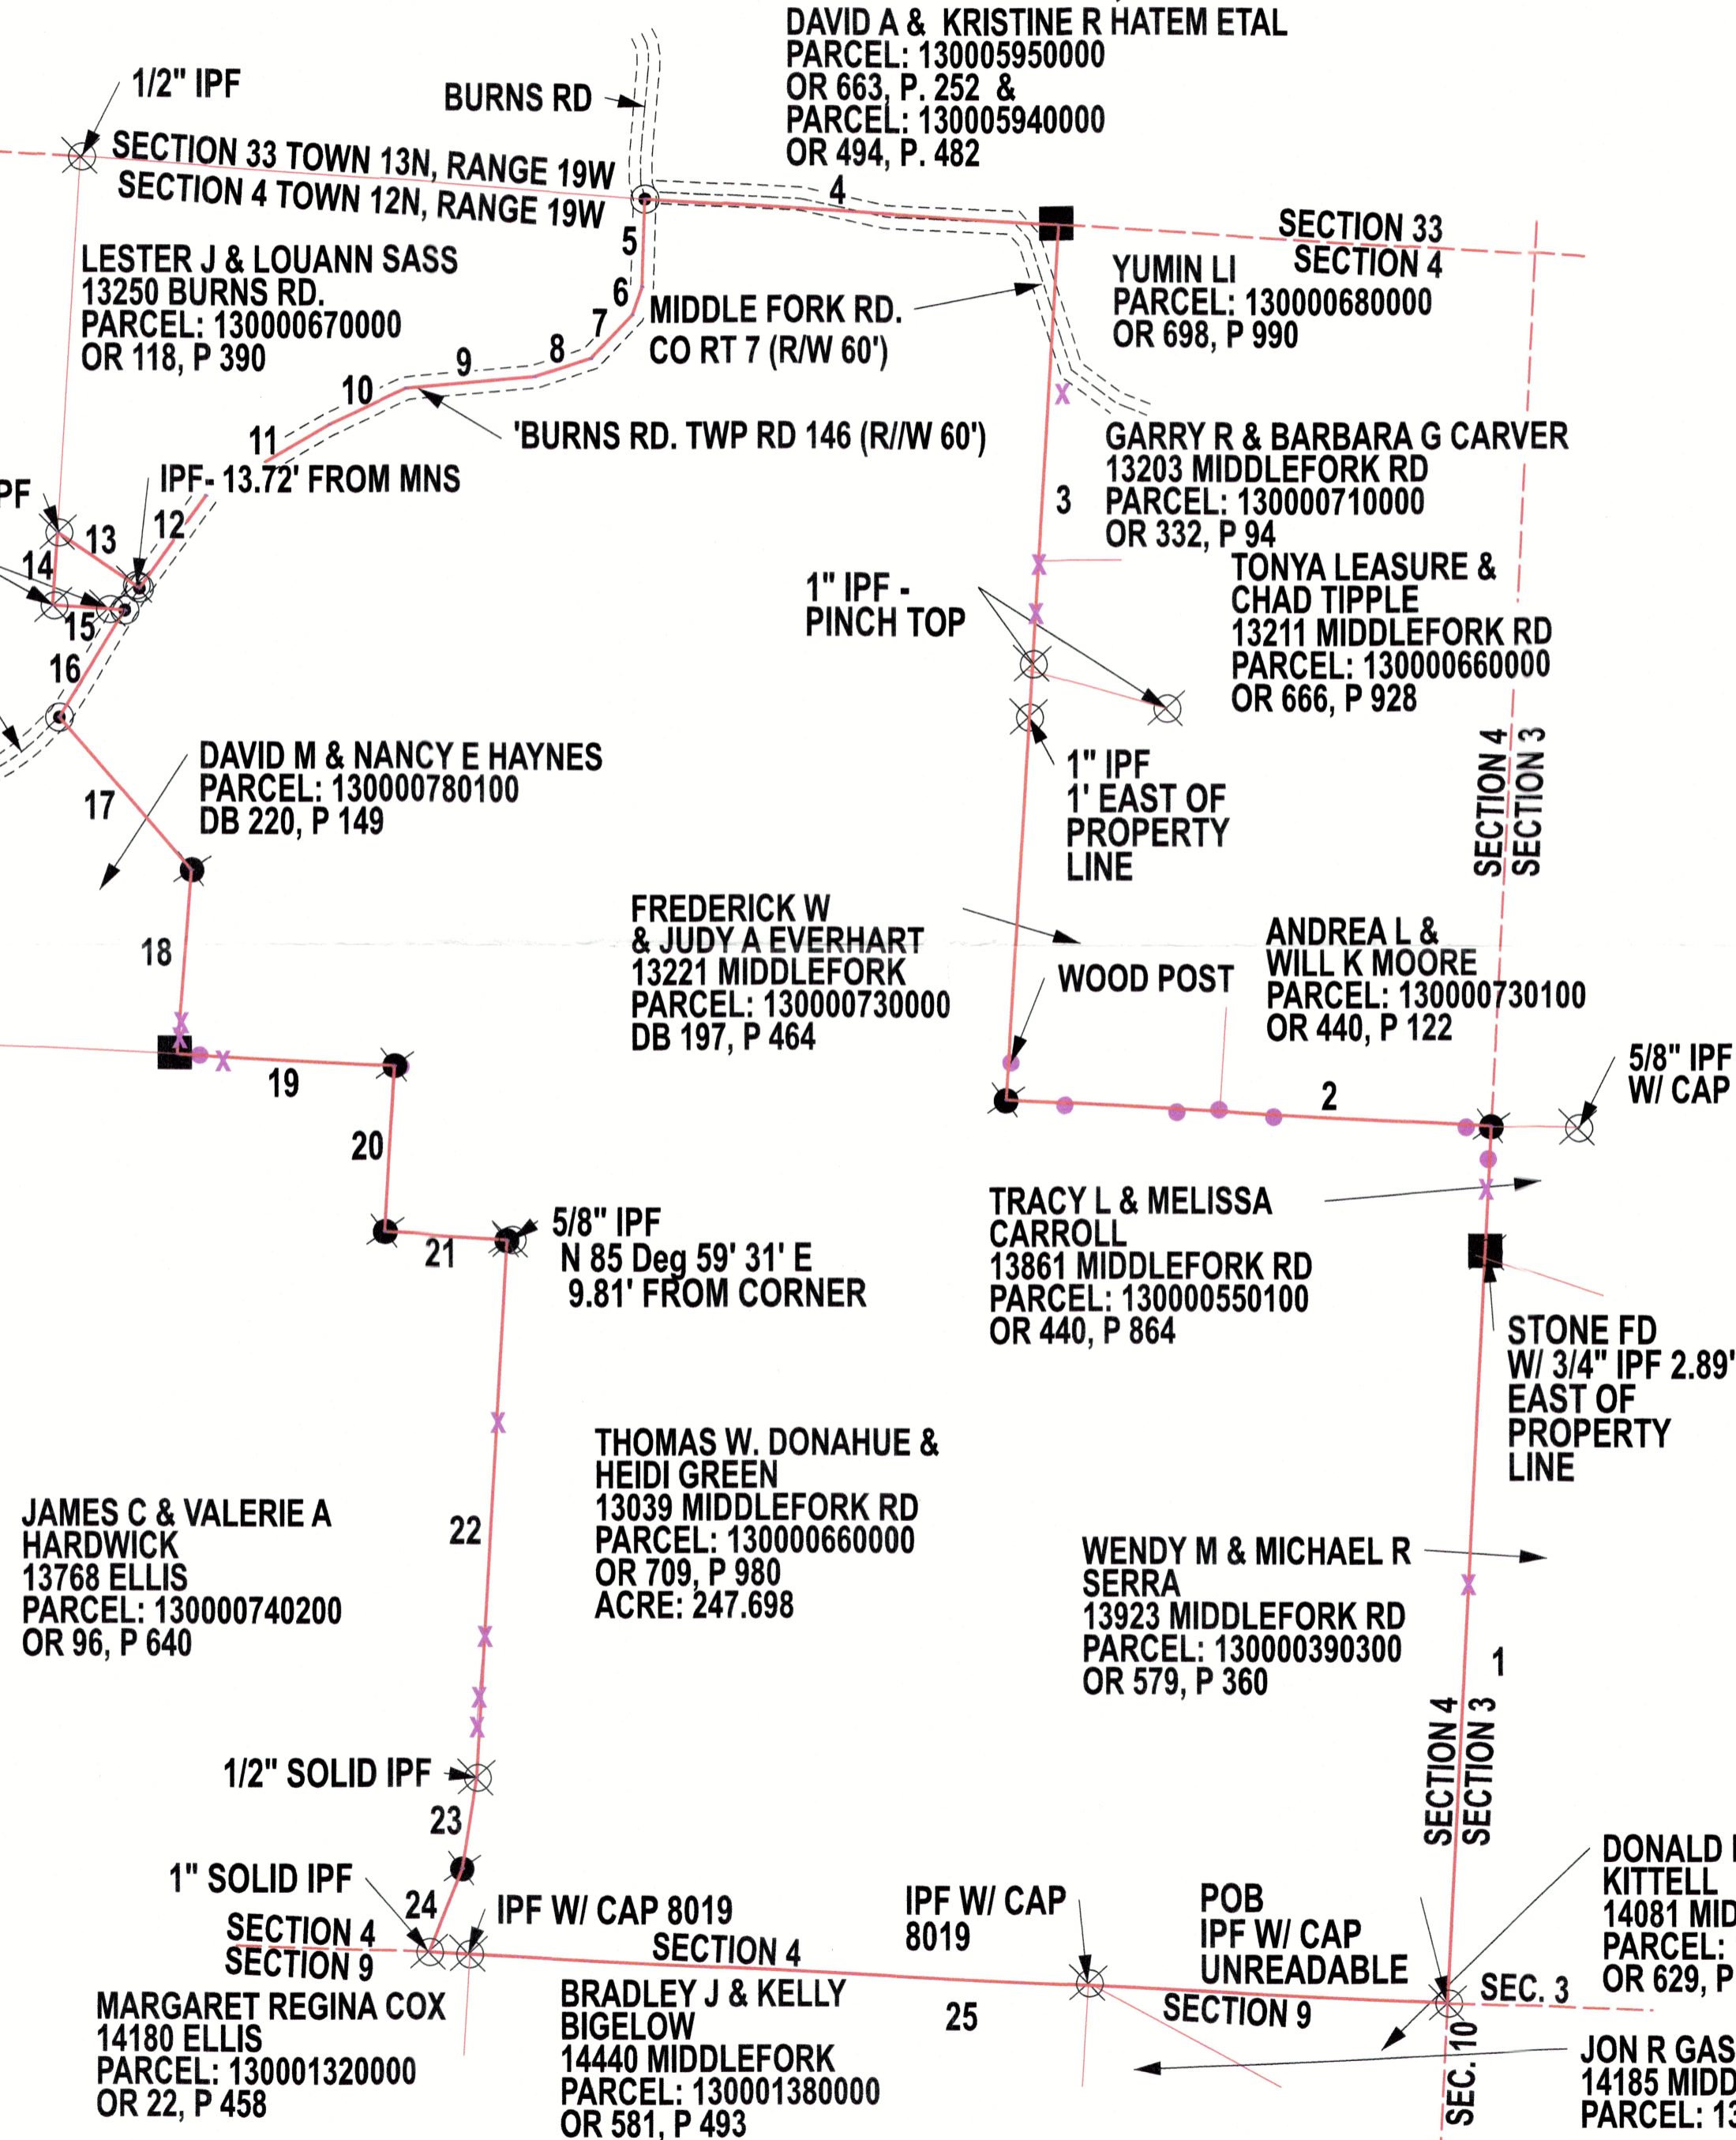 DAVID A & KRISTINE R HATEM ETAL
PARCEL: 130005950000
OR 663, P. 252 &
PARCEL: 130005940000
OR 494, P. 482
1/2" IPF
BURNS RD
SECTION 33 TOWN 13N, RANGE 19W
SECTION 4 TOWN 12N, RANGE 19W
4
SECTION 33
SECTION 4
5
LESTER J & LOUANN SASS
13250 BURNS RD.
PARCEL: 130000670000
OR 118, P 390
YUMIN LI
PARCEL: 130000680000
OR 698, P 990
6
7
8
9
10
11
MIDDLE FORK RD.
CO RT 7 (R/W 60')
'BURNS RD. TWP RD 146 (R//W 60')
GARRY R & BARBARA G CARVER
13203 MIDDLEFORK RD
PARCEL: 130000710000
OR 332, P 94
3
PF
IPF- 13.72' FROM MNS
12
13
14
15
16
1" IPF -
PINCH TOP
TONYA LEASURE &
CHAD TIPPLE
13211 MIDDLEFORK RD
PARCEL: 130000660000
OR 666, P 928
SECTION 4
SECTION 3
1" IPF
1' EAST OF
PROPERTY
LINE
DAVID M & NANCY E HAYNES
PARCEL: 130000780100
DB 220, P 149
17
18
FREDERICK W
& JUDY A EVERHART
13221 MIDDLEFORK
PARCEL: 130000730000
DB 197, P 464
WOOD POST
ANDREA L &
WILL K MOORE
PARCEL: 130000730100
OR 440, P 122
5/8" IPF
W/ CAP
19
2
20
21
5/8" IPF
N 85 Deg 59' 31' E
9.81' FROM CORNER
TRACY L & MELISSA
CARROLL
13861 MIDDLEFORK RD
PARCEL: 130000550100
OR 440, P 864
STONE FD
W/ 3/4" IPF 2.89'
EAST OF
PROPERTY
LINE
THOMAS W. DONAHUE &
HEIDI GREEN
13039 MIDDLEFORK RD
PARCEL: 130000660000
OR 709, P 980
ACRE: 247.698
22
JAMES C & VALERIE A
HARDWICK
13768 ELLIS
PARCEL: 130000740200
OR 96, P 640
WENDY M & MICHAEL R
SERRA
13923 MIDDLEFORK RD
PARCEL: 130000390300
OR 579, P 360
1
SECTION 4
SECTION 3
1/2" SOLID IPF
23
1" SOLID IPF
24
SECTION 4
SECTION 9
IPF W/ CAP 8019
SECTION 4
IPF W/ CAP
8019
POB
IPF W/ CAP
UNREADABLE
SECTION 9
SEC. 3
SEC. 10
25
DONALD
KITTELL
14081 MID
PARCEL:
OR 629, P
MARGARET REGINA COX
14180 ELLIS
PARCEL: 130001320000
OR 22, P 458
BRADLEY J & KELLY
BIGELOW
14440 MIDDLEFORK
PARCEL: 130001380000
OR 581, P 493
JON R GAS
14185 MIDD
PARCEL: 13